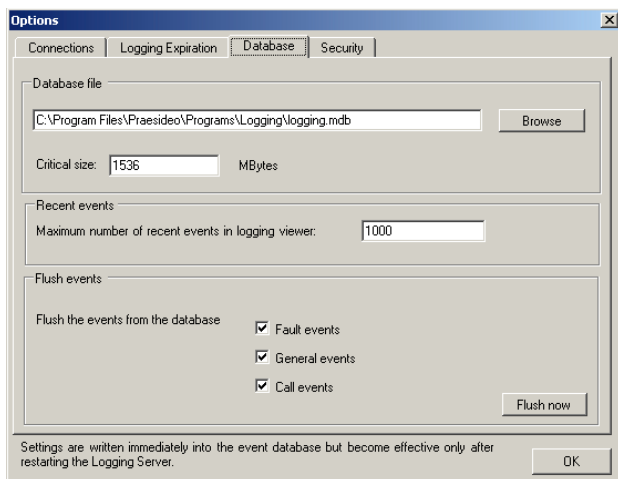 Options
Connections
Logging Expiration
Database
Security
Database file
C:\Program Files\Praesideo\Programs\Logging\logging.mdb
Browse
Critical size:
1536
MBytes
Recent events
Maximum number of recent events in logging viewer:
1000
Flush events
Flush the events from the database
Fault events
General events
Call events
Flush now
Settings are written immediately into the event database but become effective only after
restarting the Logging Server.
OK